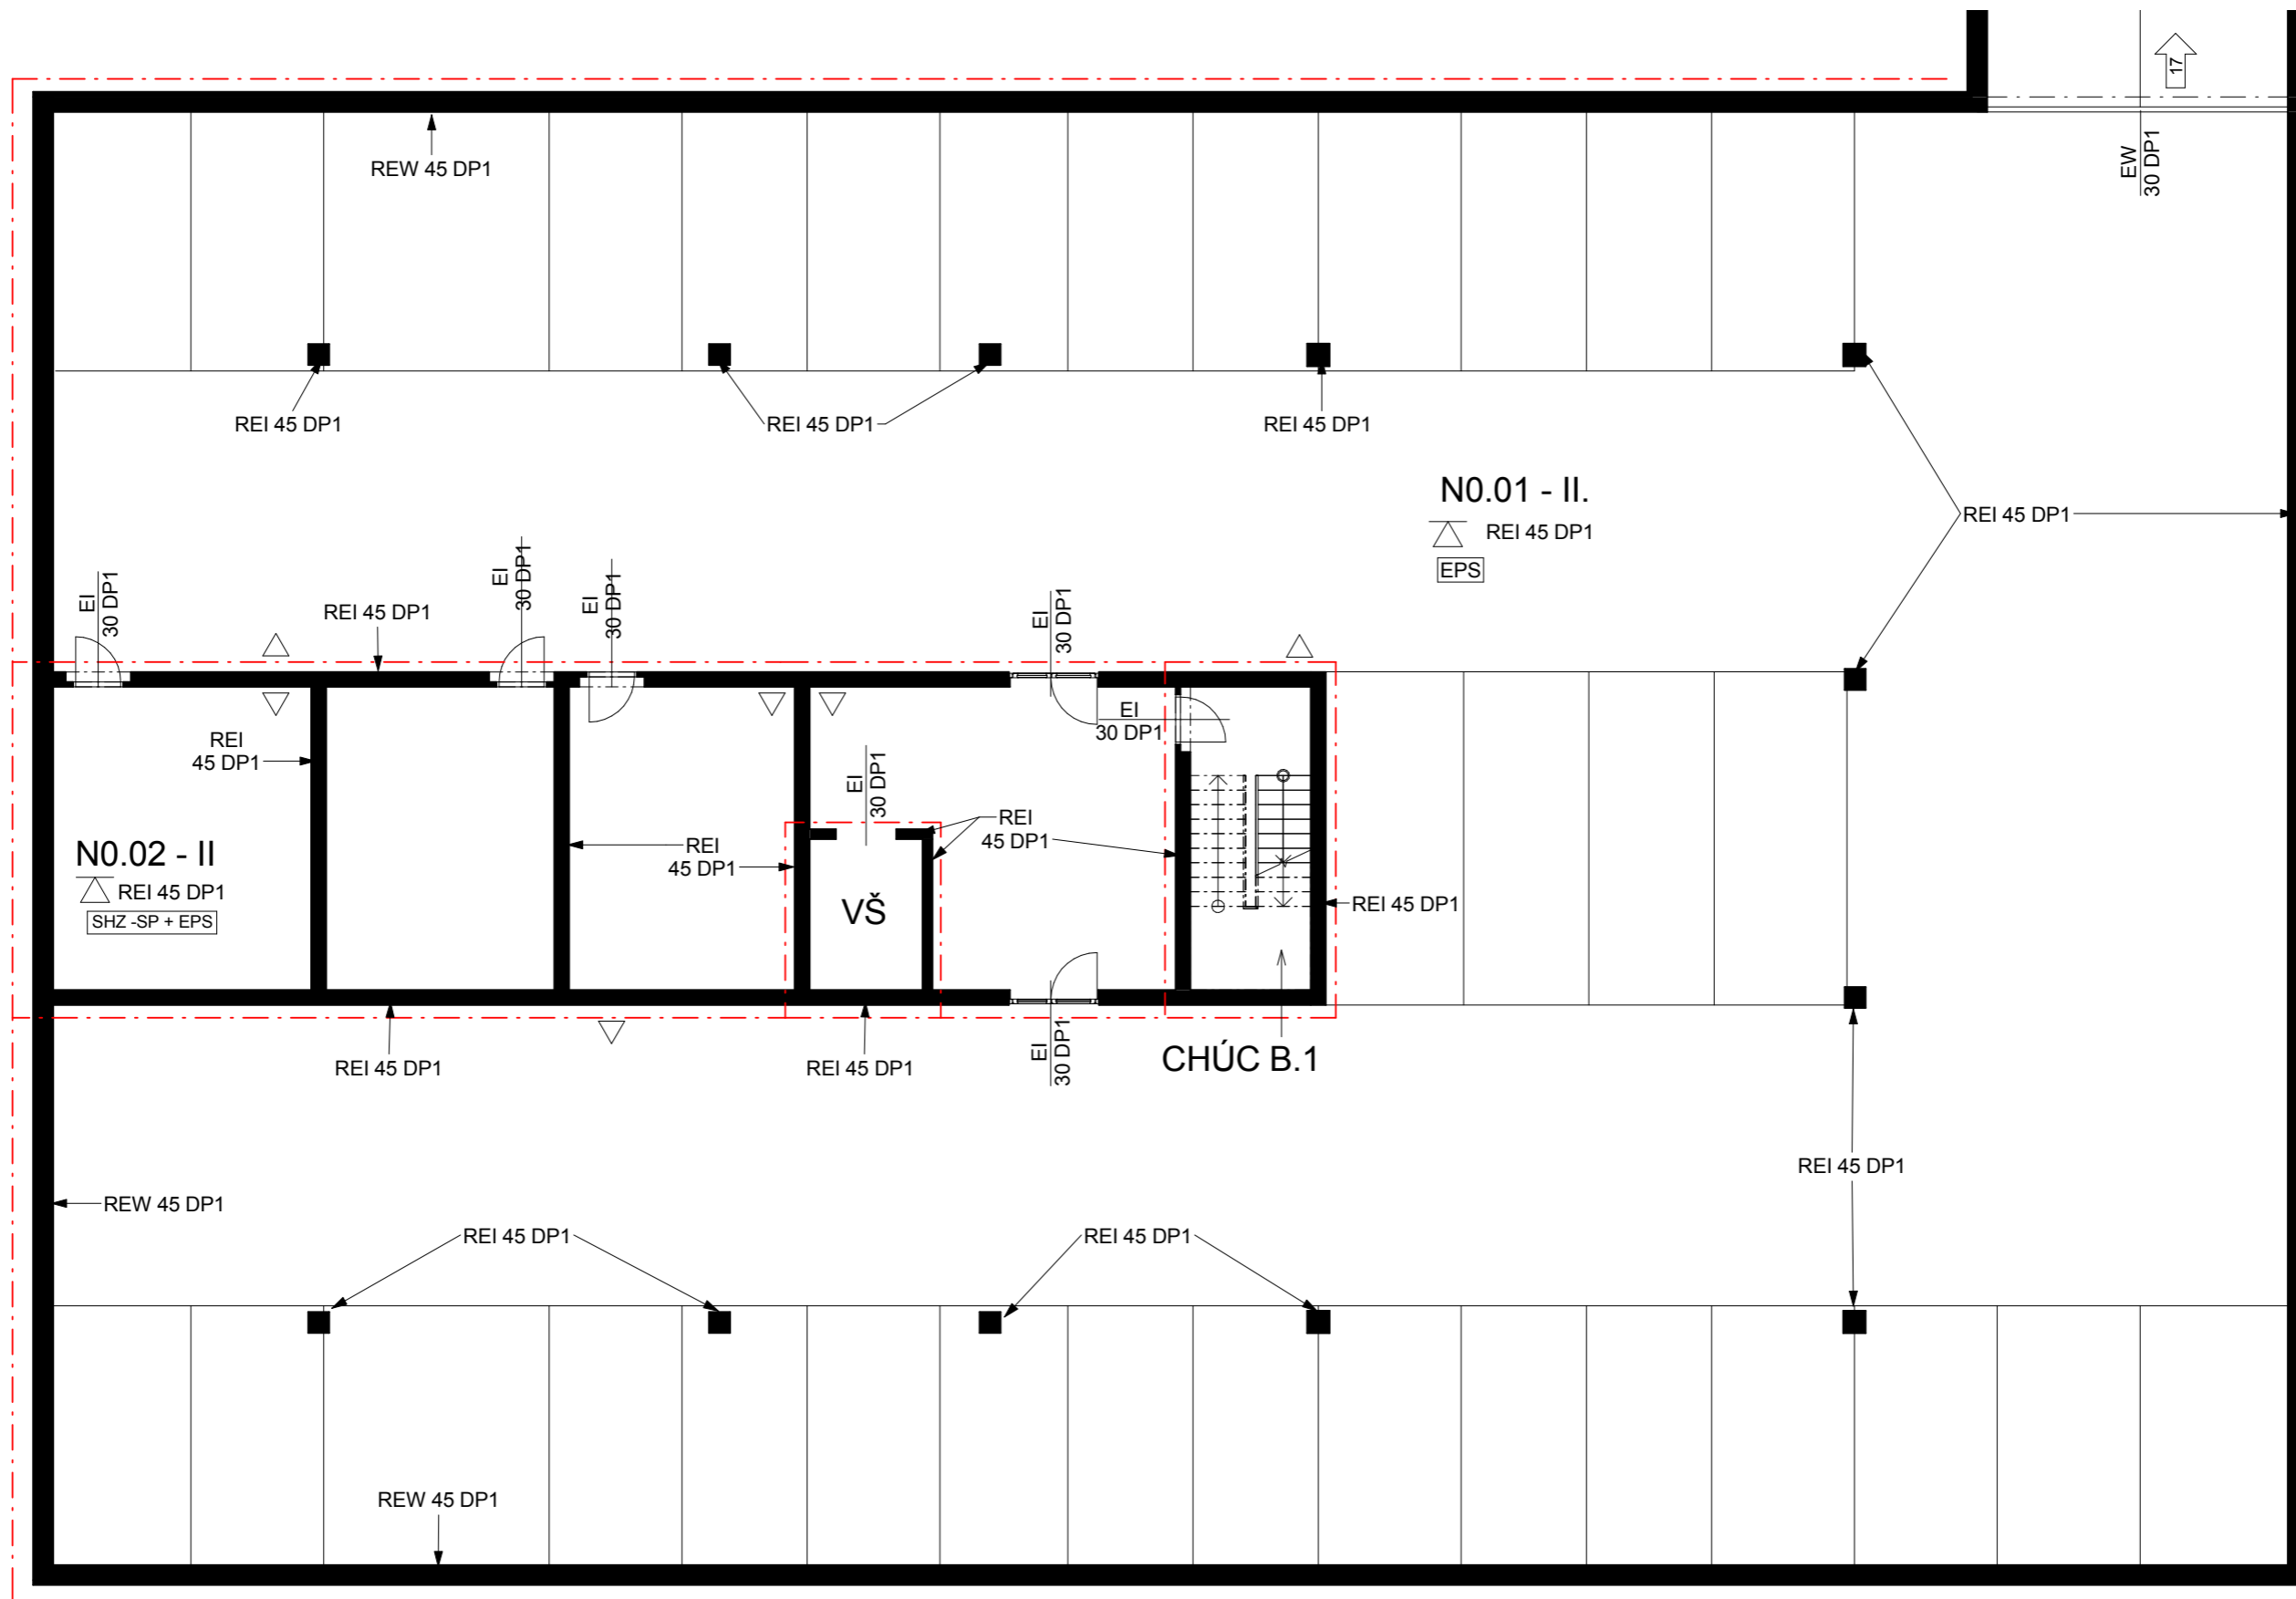 17
EW
30 DP1
REW 45 DP1
REI 45 DP1
REI 45 DP1
REI 45 DP1
N0.01 - II.
REI 45 DP1
EPS
REI 45 DP1
EI
30 DP1
REI 45 DP1
EI
30 DP1
EI
30 DP1
EI
30 DP1
EI
30 DP1
REI
45 DP1
EI
30 DP1
REI
45 DP1
REI
45 DP1
N0.02 - II
REI 45 DP1
SHZ -SP + EPS
VŠ
REI 45 DP1
REI 45 DP1
REI 45 DP1
EI
30 DP1
CHÚC B.1
REI 45 DP1
REW 45 DP1
REI 45 DP1
REI 45 DP1
REW 45 DP1